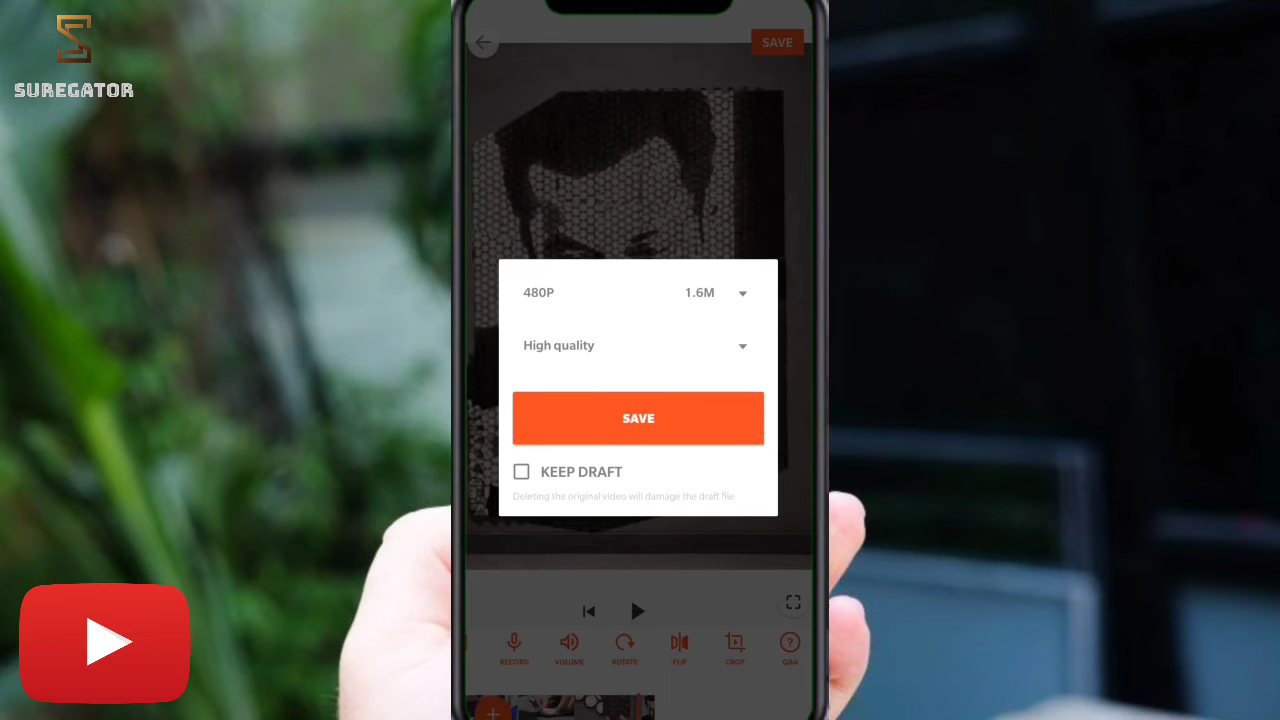 SUREGATOR
SAVE
480P 1.6M
High quality
SAVE
KEEP DRAFT
Deleting the original video will damage the draft file.
RECORD VOLUME ROTATE FLIP CROP Q&A